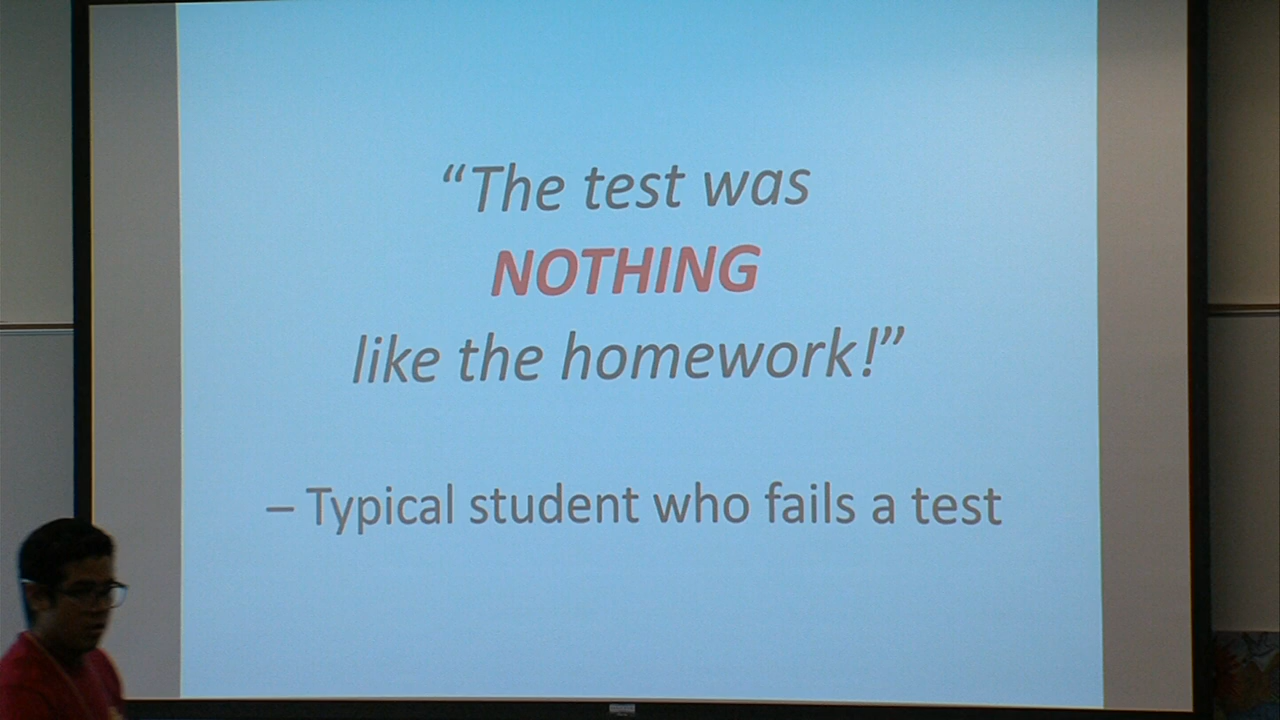 “The test was
NOTHING
like the homework!”
– Typical student who fails a test